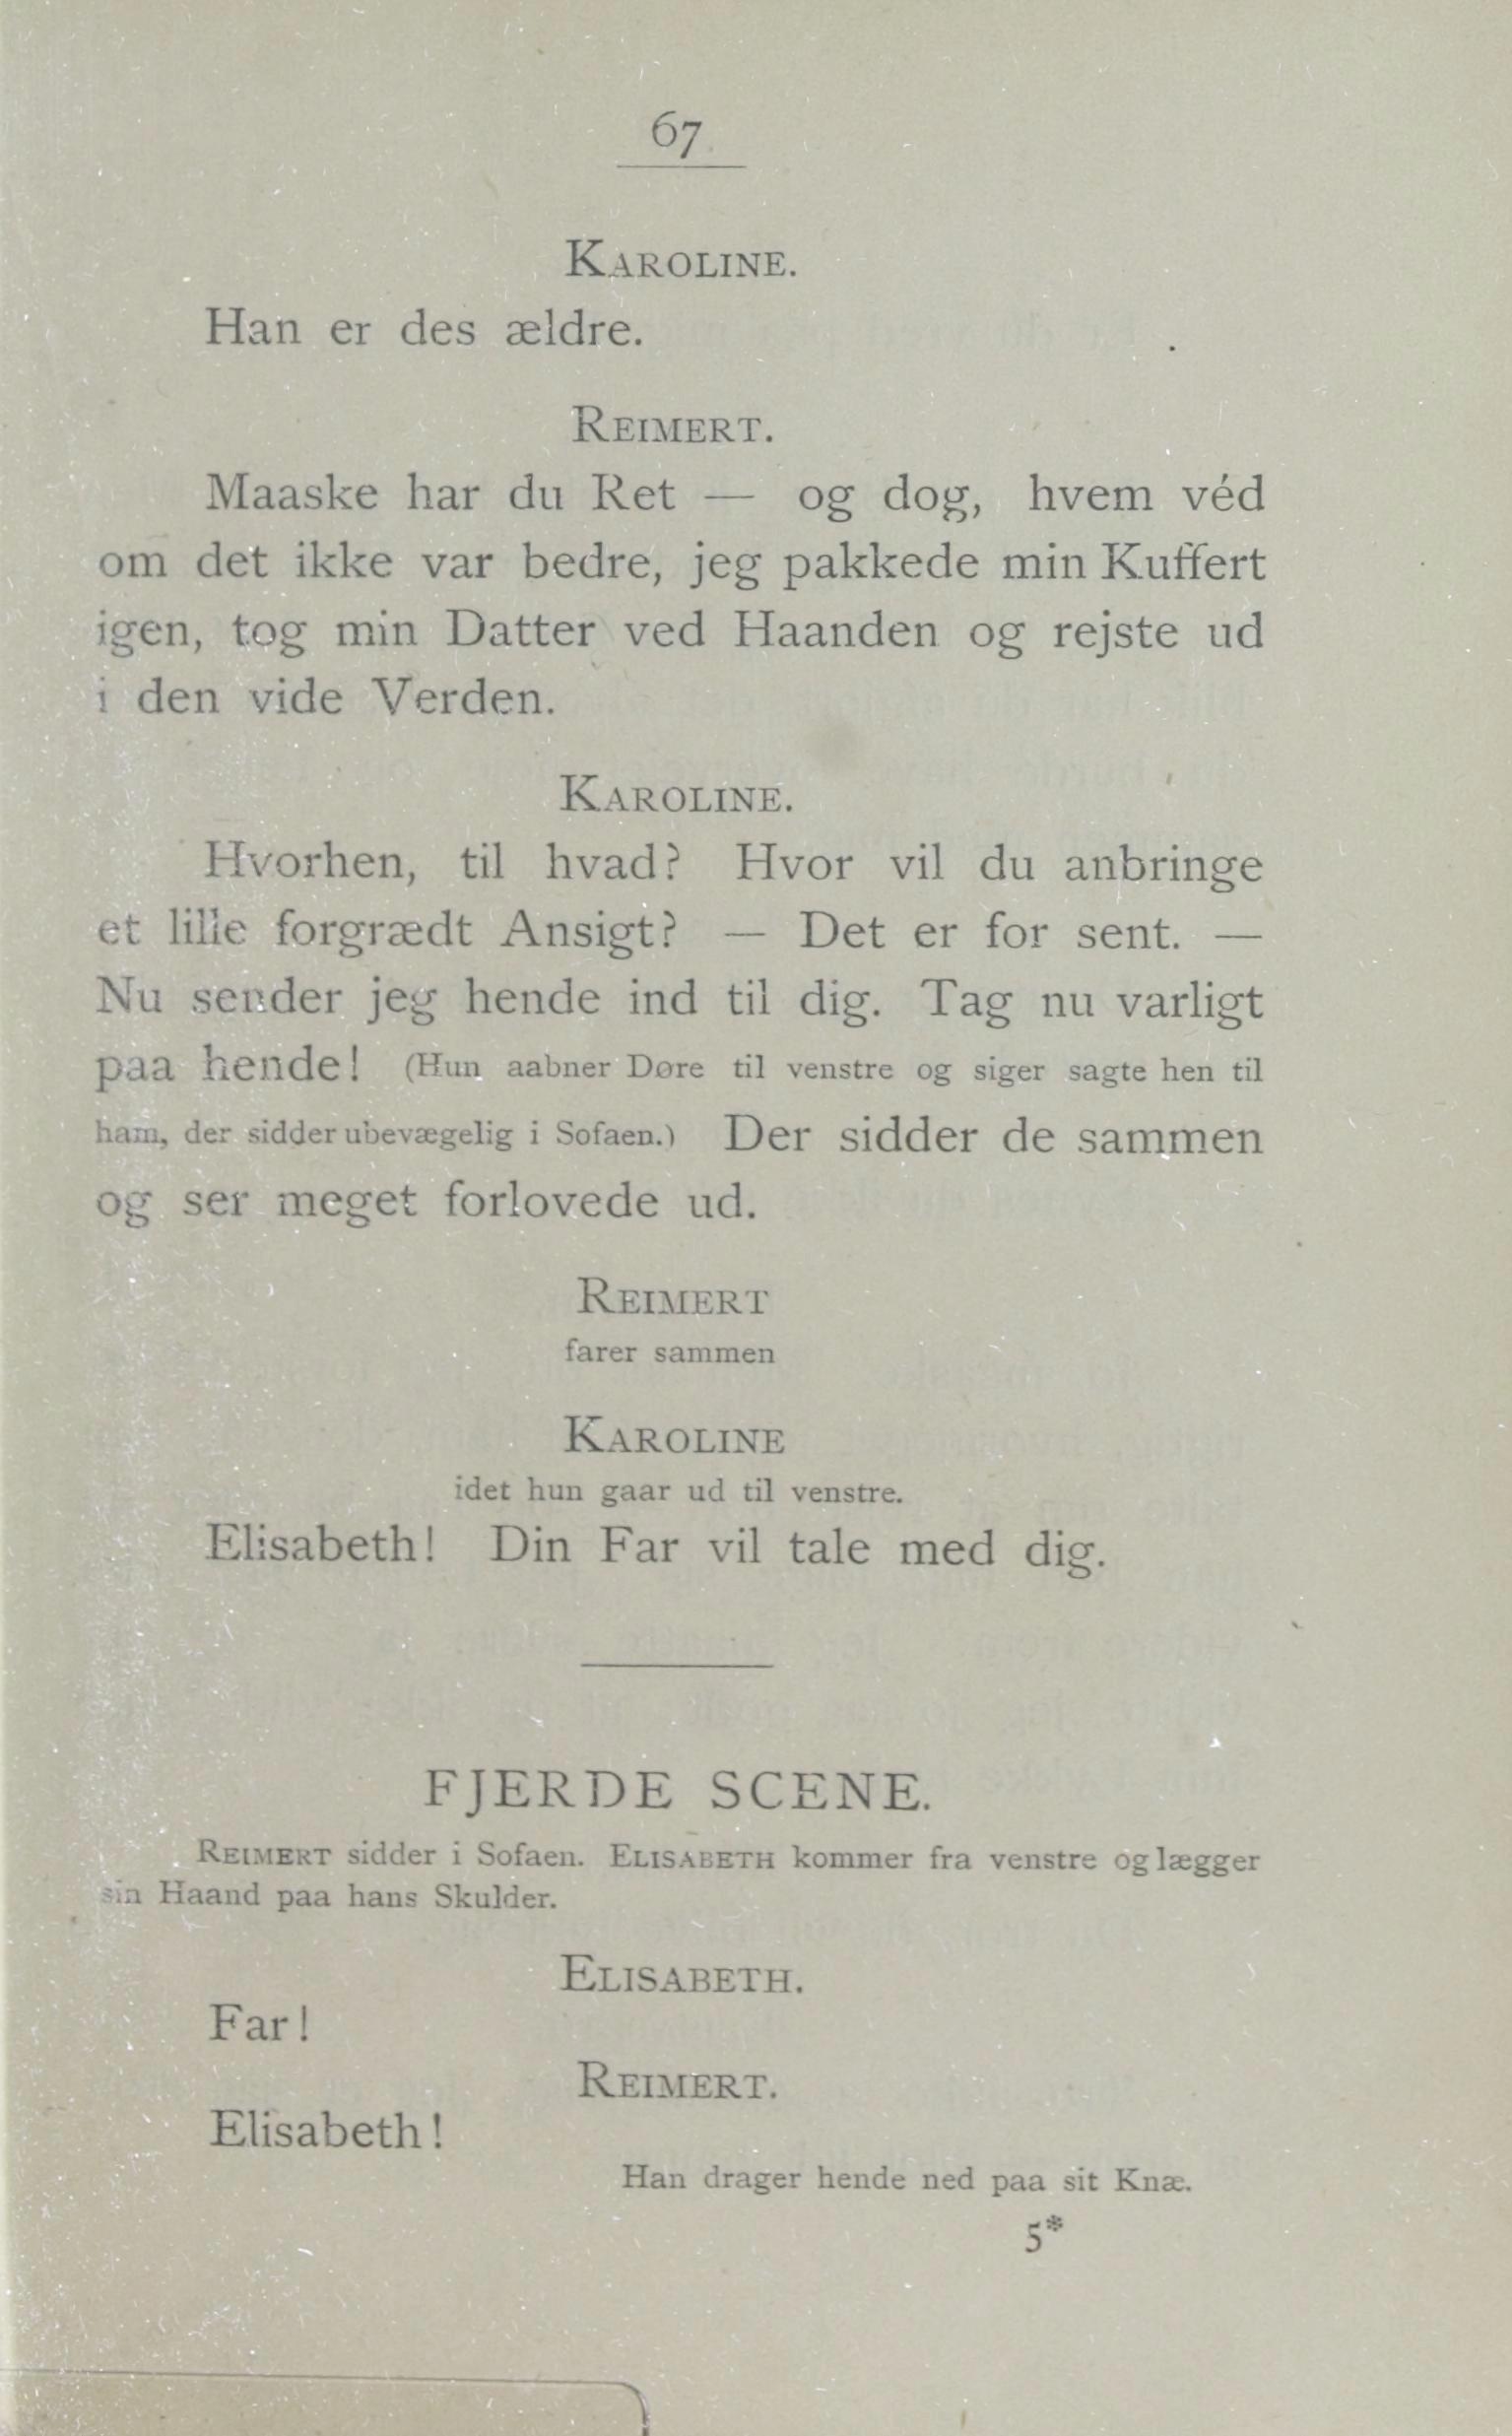 67
KAROLINE.
Han er des ældre.
REIMERT.
Maaske har du Ret — og dog, hvem véd
om det ikke var bedre, jeg pakkede min Kuffert
igen, tog min Datter ved Haanden og rejste ud
i den vide Verden.
KAROLINE.
Hvorhen, til hvad? Hvor vil du anbringe
et lille forgrædt Ansigt? — Det er for sent. —
Nu sender jeg hende ind til dig. Tag nu varligt
paa hende! (Hun aabner Døre til venstre og siger sagte hen til
ham, der sidder ubevægelig i Sofaen.) Der sidder de sammen
og ser meget forlovede ud.
REIMERT
farer sammen
KAROLINE
idet hun gaar ud til venstre.
Elisabeth! Din Far vil tale med dig.
FJERDE SCENE.
REIMERT sidder i Sofaen. ELISABETH kommer fra venstre og lægger
sin Haand paa hans Skulder.
ELISABETH.
Far!
REIMERT.
Elisabeth!
Han drager hende ned paa sit Knæ.
5*